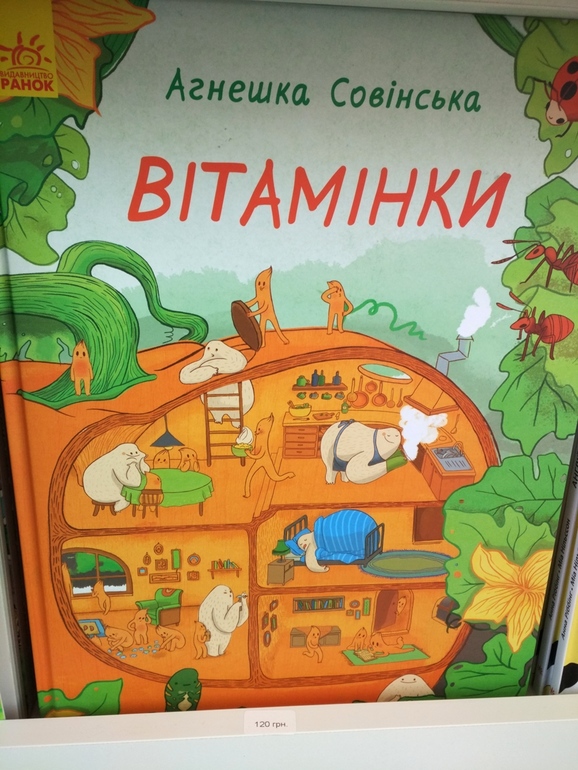 ВИДАВНИЦТВО
РАНОК
Агнешка Совінська
ВІТАМІНКИ
120 грн.